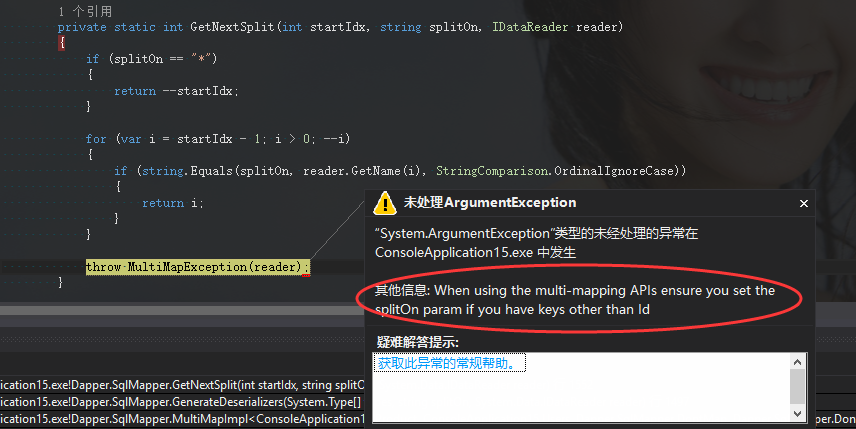 1 个引用
private static int GetNextSplit(int startIdx, string splitOn, IDataReader reader)
{
if (splitOn == "*")
{
return --startIdx;
}
for (var i = startIdx - 1; i > 0; --i)
{
if (string.Equals(splitOn, reader.GetName(i), StringComparison.OrdinalIgnoreCase))
{
return i;
}
}
throw MultiMapException(reader);
}
未处理ArgumentException
×
“System.ArgumentException”类型的未经处理的异常在
ConsoleApplication15.exe 中发生
其他信息: When using the multi-mapping APIs ensure you set the
splitOn param if you have keys other than Id
疑难解答提示:
获取此异常的常规帮助。
ication15.exe!Dapper.SqlMapper.GetNextSplit(int startIdx, string splitO
ication15.exe!Dapper.SqlMapper.GenerateDeserializers(System.Type[]
ication15.exe!Dapper.SqlMapper.MultiMapImpl<ConsoleApplication1
per.Don